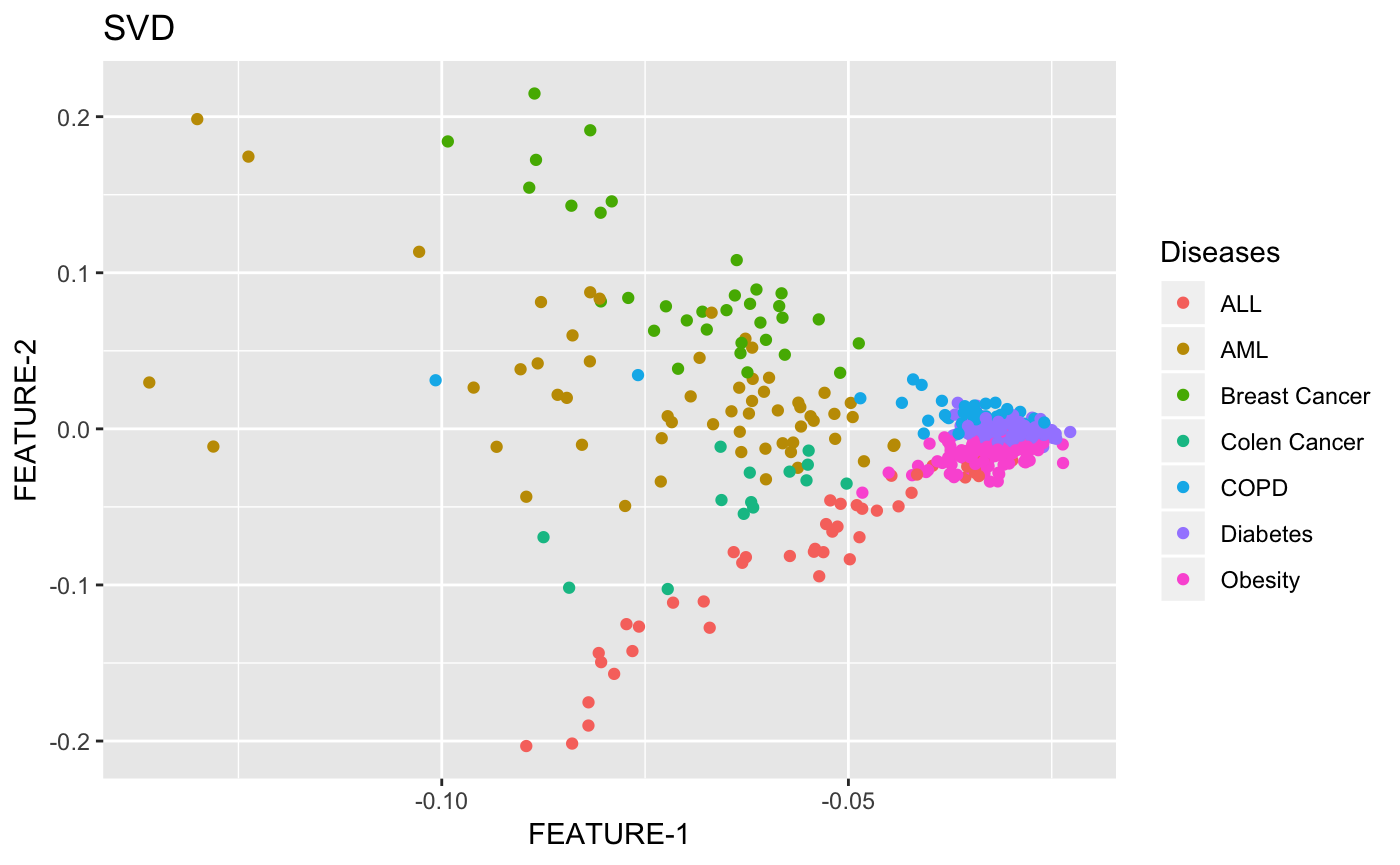 SVD
0.2
0.1
0.0
-0.1
-0.2
FEATURE-2
-0.10
-0.05
FEATURE-1
Diseases
ALL
AML
Breast Cancer
Colen Cancer
COPD
Diabetes
Obesity